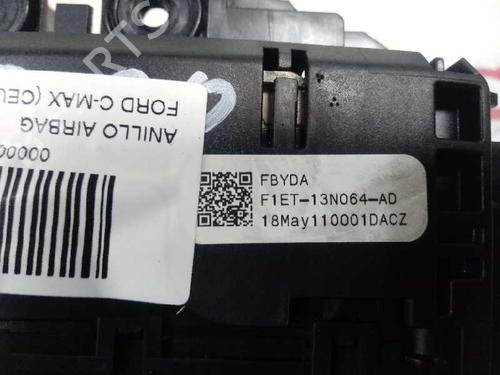 FBYDA
F1ET-13N064-AD
18May110001DACZ
ANILLO AIRBAG
FORD C-MAX (CEU